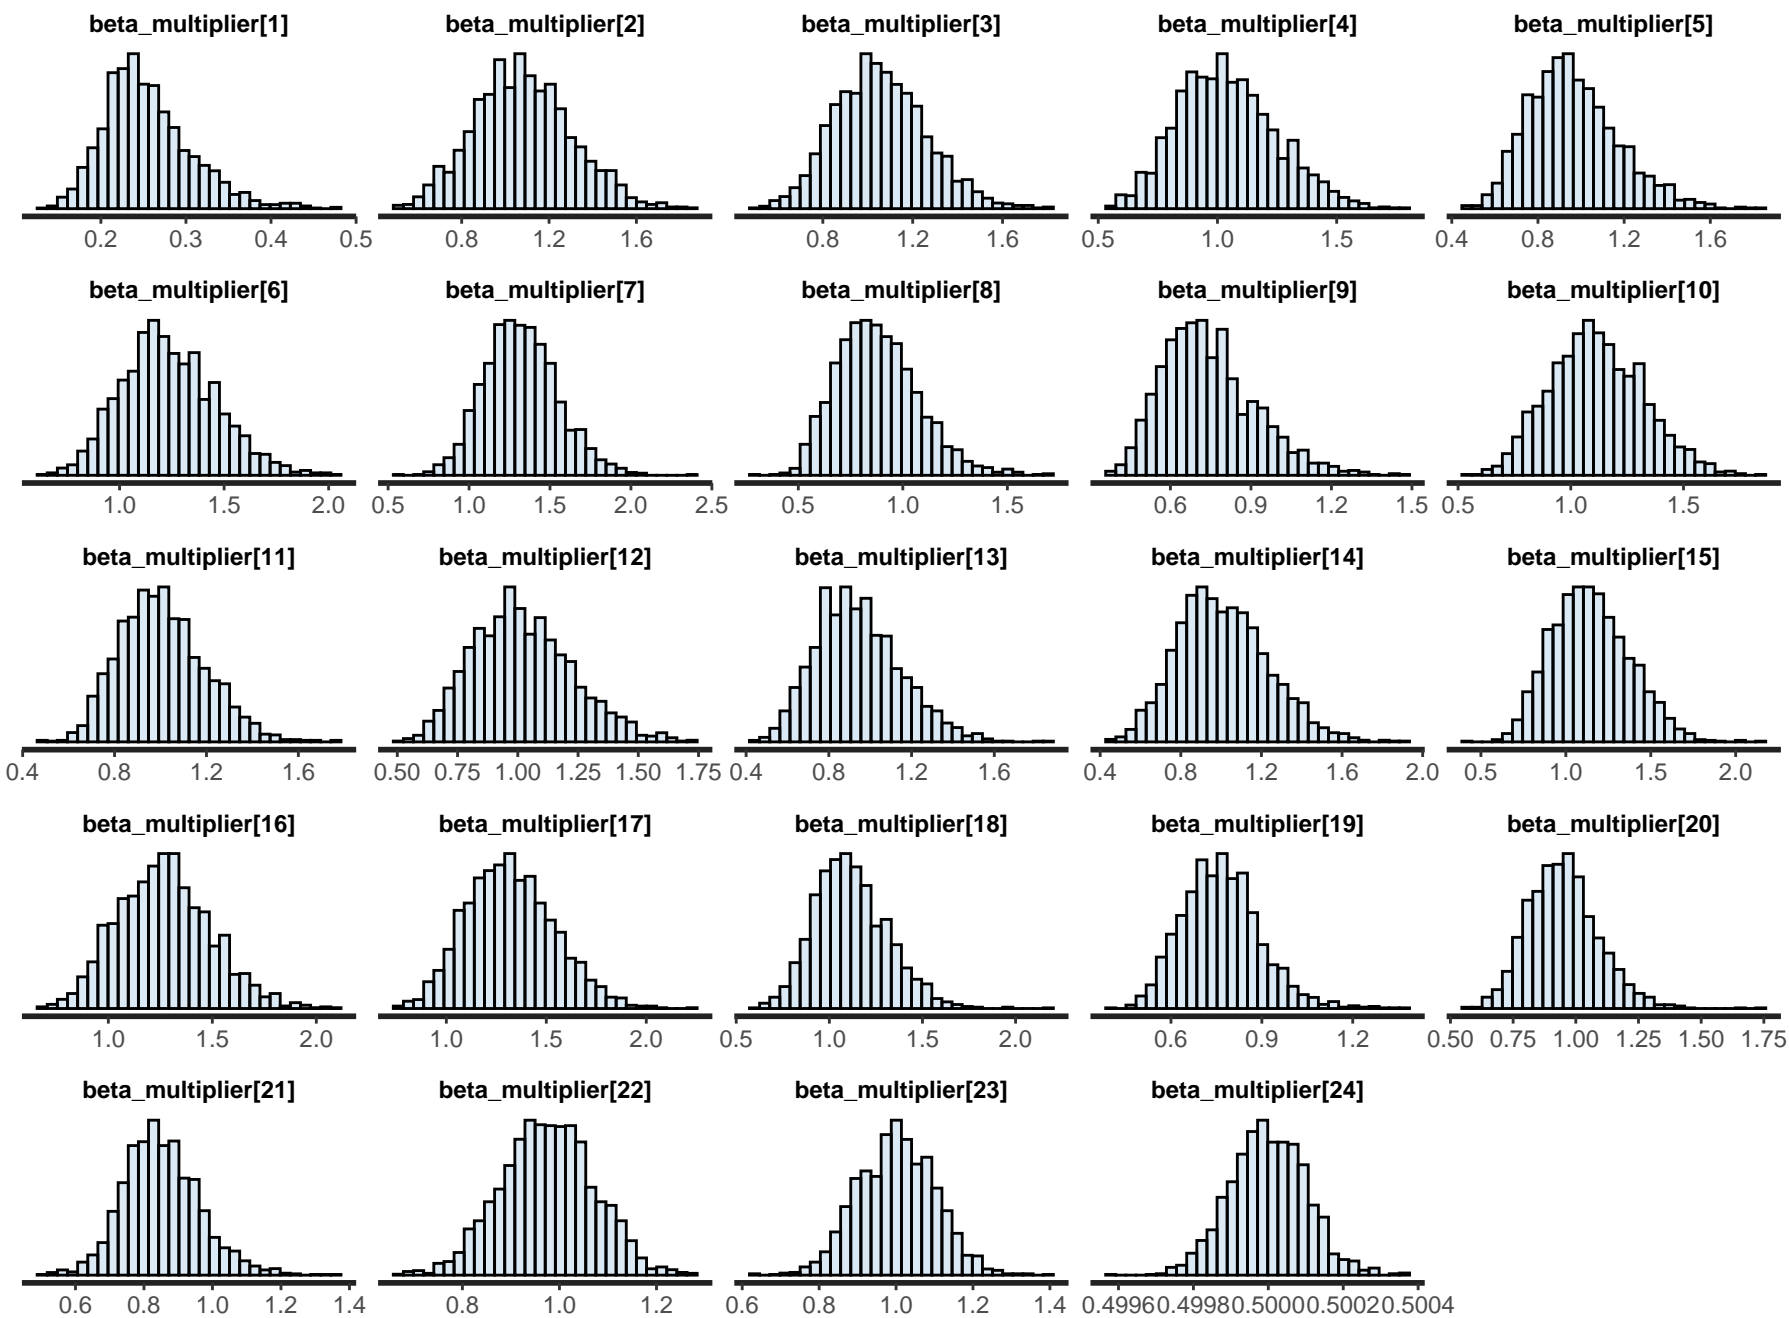 beta_multiplier[1] beta_multiplier[2] beta_multiplier[3] beta_multiplier[4] beta_multiplier[5]
0.2 0.3 0.4 0.5 0.8 1.2 1.6 0.8 1.2 1.6 0.5 1.0 1.5 0.4 0.8 1.2 1.6
beta_multiplier[6] beta_multiplier[7] beta_multiplier[8] beta_multiplier[9] beta_multiplier[10]
1.0 1.5 2.0 0.5 1.0 1.5 2.0 2.5 0.5 1.0 1.5 0.6 0.9 1.2 1.5 0.5 1.0 1.5
beta_multiplier[11] beta_multiplier[12] beta_multiplier[13] beta_multiplier[14] beta_multiplier[15]
0.4 0.8 1.2 1.6 0.50 0.75 1.00 1.25 1.50 1.75 0.4 0.8 1.2 1.6 0.4 0.8 1.2 1.6 2.0 0.5 1.0 1.5 2.0
beta_multiplier[16] beta_multiplier[17] beta_multiplier[18] beta_multiplier[19] beta_multiplier[20]
1.0 1.5 2.0 1.0 1.5 2.0 0.5 1.0 1.5 2.0 0.6 0.9 1.2 0.50 0.75 1.00 1.25 1.50 1.75
beta_multiplier[21] beta_multiplier[22] beta_multiplier[23] beta_multiplier[24]
0.6 0.8 1.0 1.2 1.4 0.8 1.0 1.2 0.6 0.8 1.0 1.2 1.4 0.4996 0.4998 0.5000 0.5002 0.5004